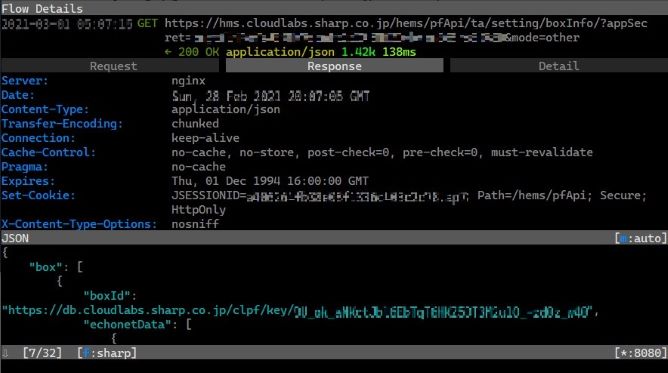 Flow Details
2021-03-01 05:07:15 GET https://hms.cloudlabs.sharp.co.jp/hems/pfApi/ta/setting/boxInfo/?appSec
ret= &mode=other
← 200 OK application/json 1.42k 138ms
Request Response Detail
Server: nginx
Date: Sun, 28 Feb 2021 20:07:05 GMT
Content-Type: application/json
Transfer-Encoding: chunked
Connection: keep-alive
Cache-Control: no-cache, no-store, post-check=0, pre-check=0, must-revalidate
Pragma: no-cache
Expires: Thu, 01 Dec 1994 16:00:00 GMT
Set-Cookie: JSESSIONID= Path=/hems/pfApi; Secure;
HttpOnly
X-Content-Type-Options: nosniff
JSON [m:auto]
{
"box": [
{
"boxId":
"https://db.cloudlabs.sharp.co.jp/clpf/key/ ",
"echonetData": [
{
⇩ [7/32] [f:sharp] [*:8080]